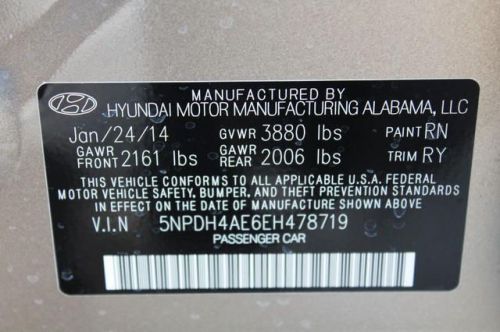 MANUFACTURED BY
HYUNDAI MOTOR MANUFACTURING ALABAMA, LLC
Jan/24/14 GVWR 3880 lbs PAINT RN
GAWR FRONT 2161 lbs GAWR REAR 2006 lbs TRIM RY
THIS VEHICLE CONFORMS TO ALL APPLICABLE U.S.A. FEDERAL
MOTOR VEHICLE SAFETY, BUMPER, AND THEFT PREVENTION STANDARDS
IN EFFECT ON THE DATE OF MANUFACTURE SHOWN ABOVE
V.I.N 5NPDH4AE6EH478719
PASSENGER CAR